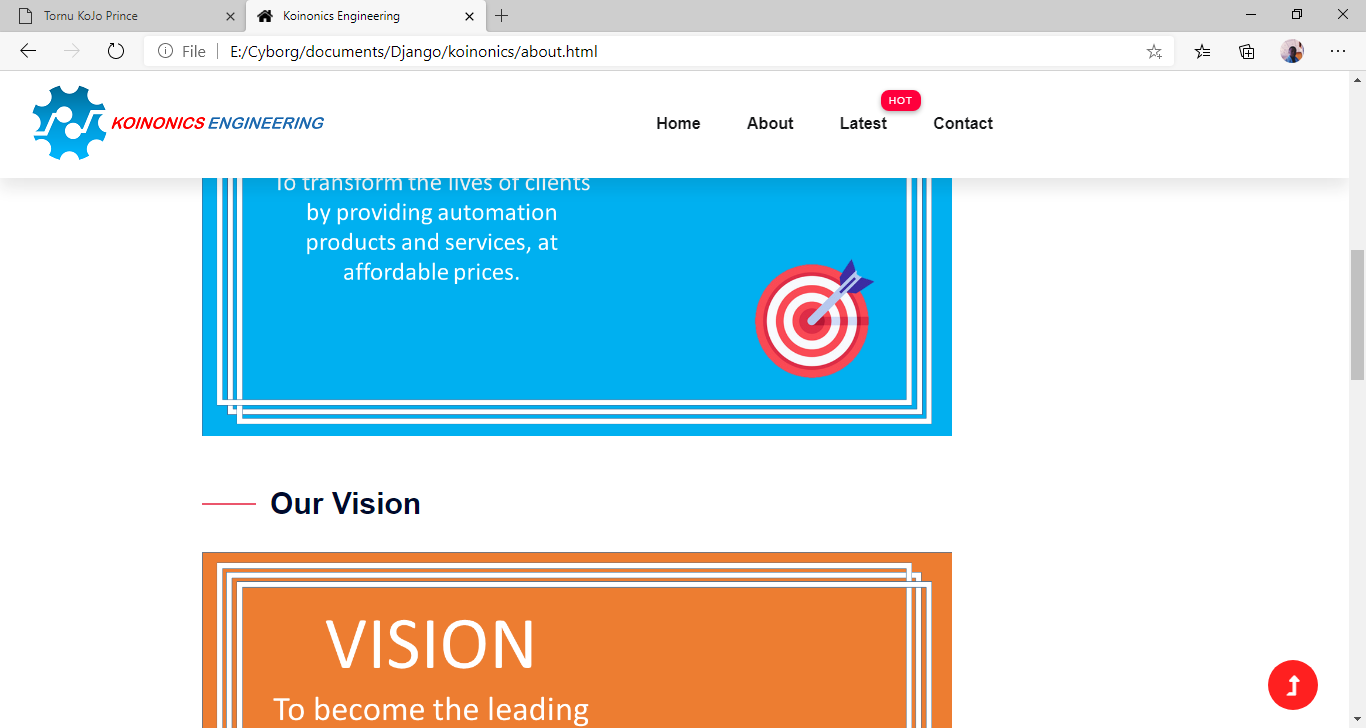 Tornu KoJo Prince
Koinonics Engineering
File
E:/Cyborg/documents/Django/koinonics/about.html
KOINONICS ENGINEERING
Home
About
HOT
Latest
Contact
To transform the lives of clients
by providing automation
products and services, at
affordable prices.
Our Vision
VISION
To become the leading